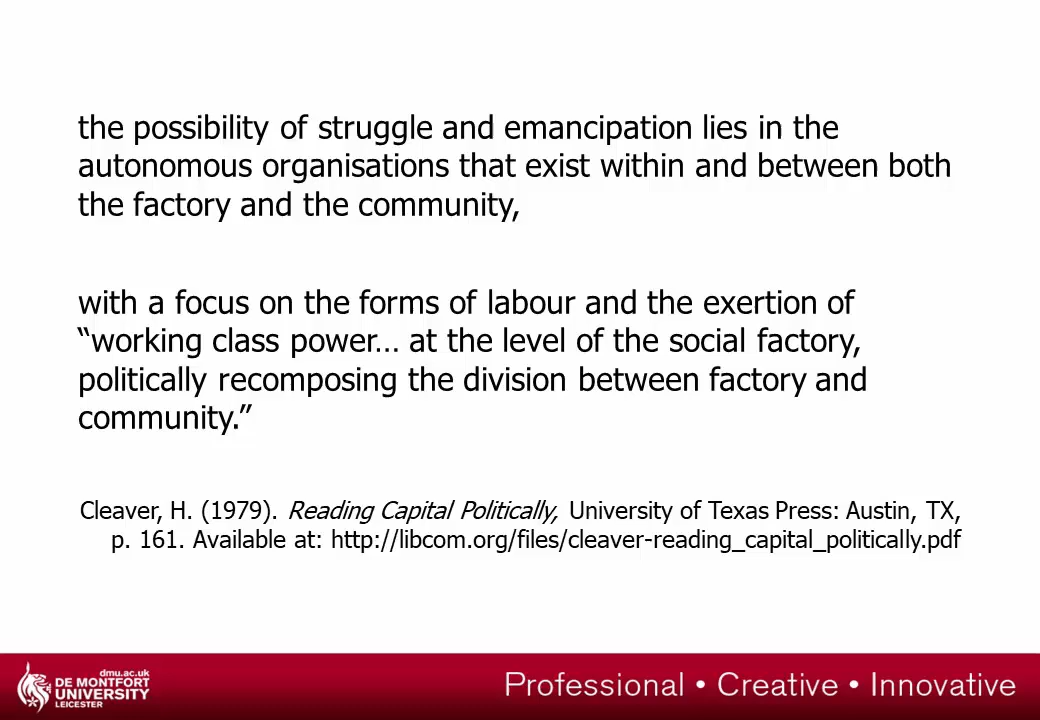 the possibility of struggle and emancipation lies in the
autonomous organisations that exist within and between both
the factory and the community,
with a focus on the forms of labour and the exertion of
“working class power… at the level of the social factory,
politically recomposing the division between factory and
community.”
Cleaver, H. (1979). Reading Capital Politically, University of Texas Press: Austin, TX,
p. 161. Available at: http://libcom.org/files/cleaver-reading_capital_politically.pdf
dmu.ac.uk
DE MONTFORT
UNIVERSITY
LEICESTER
Professional • Creative • Innovative